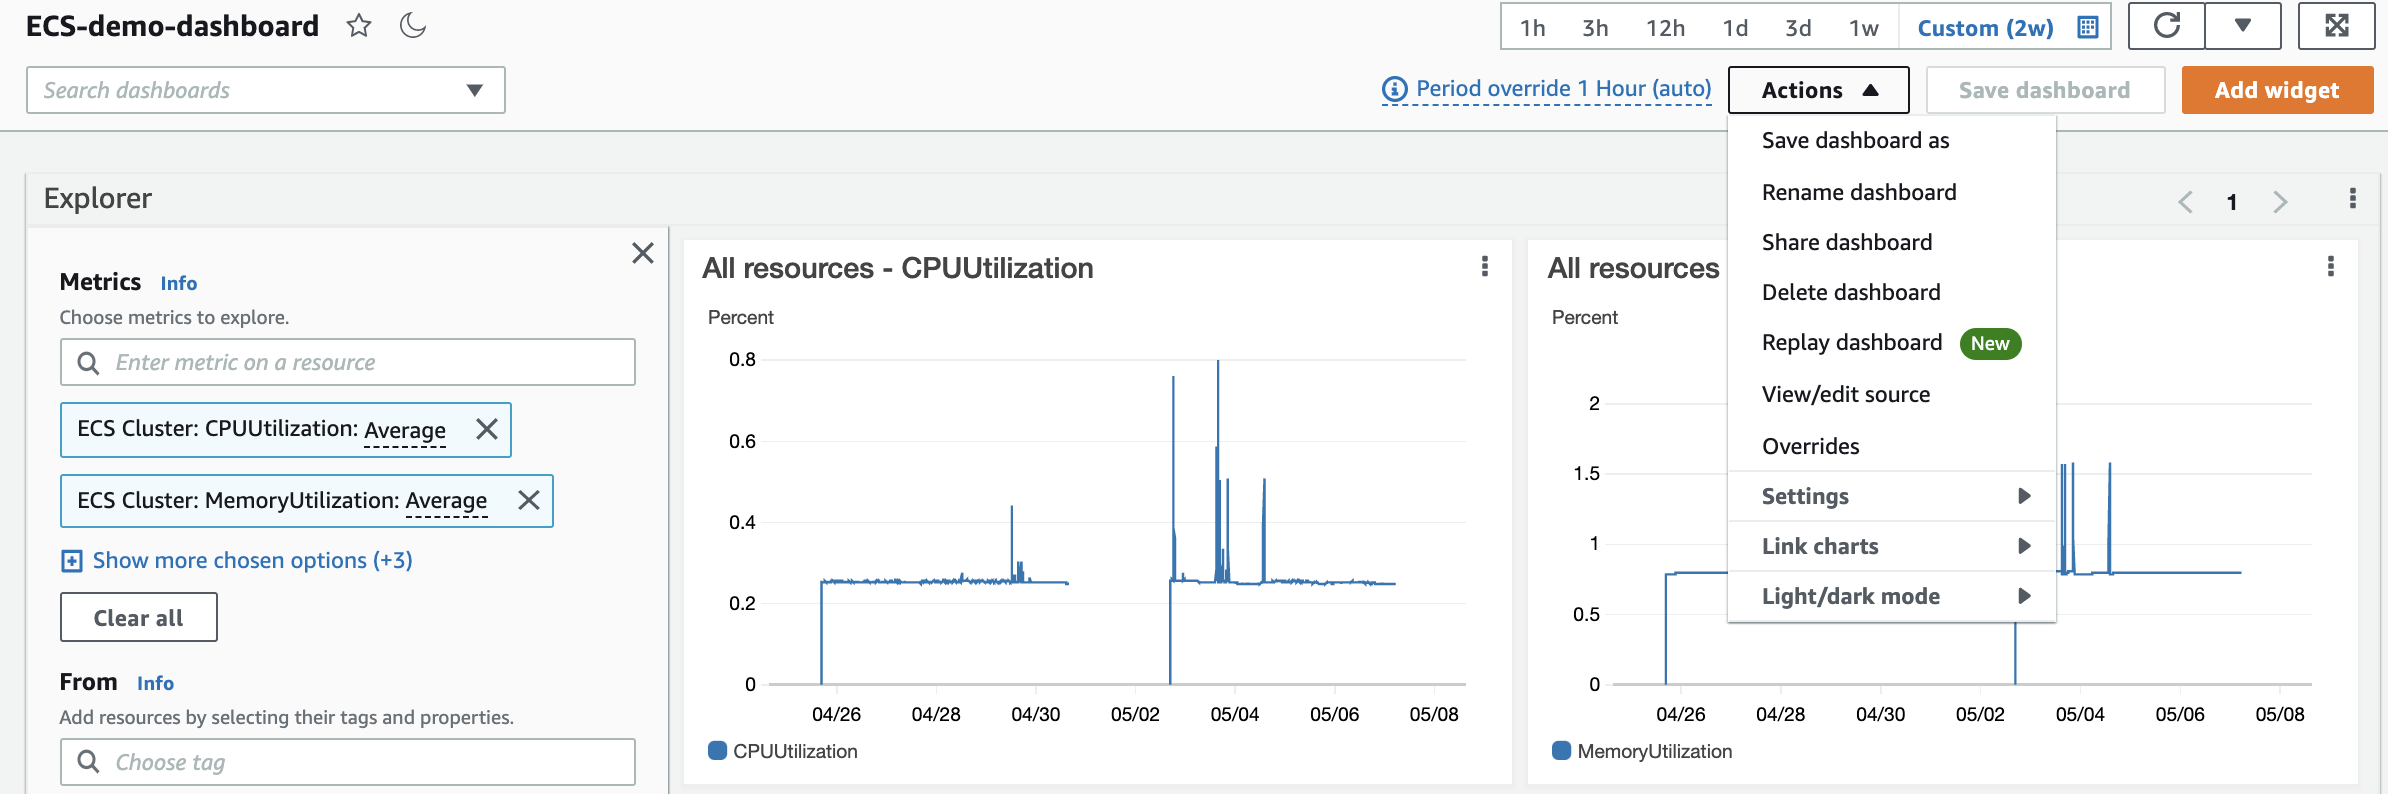 ECS-demo-dashboard
1h 3h 12h 1d 3d 1w Custom (2w)
Search dashboards
Period override 1 Hour (auto)
Actions
Save dashboard
Add widget
Save dashboard as
Rename dashboard
Share dashboard
Delete dashboard
Replay dashboard New
View/edit source
Overrides
Settings
Link charts
Light/dark mode
Explorer
1
Metrics Info
Choose metrics to explore.
Enter metric on a resource
ECS Cluster: CPUUtilization: Average
ECS Cluster: MemoryUtilization: Average
Show more chosen options (+3)
Clear all
From Info
Add resources by selecting their tags and properties.
Choose tag
All resources - CPUUtilization
Percent
0.8
0.6
0.4
0.2
0
04/26 04/28 04/30 05/02 05/04 05/06 05/08
CPUUtilization
All resources
Percent
2
1.5
1
0.5
0
04/26 04/28 04/30 05/02 05/04 05/06 05/08
MemoryUtilization